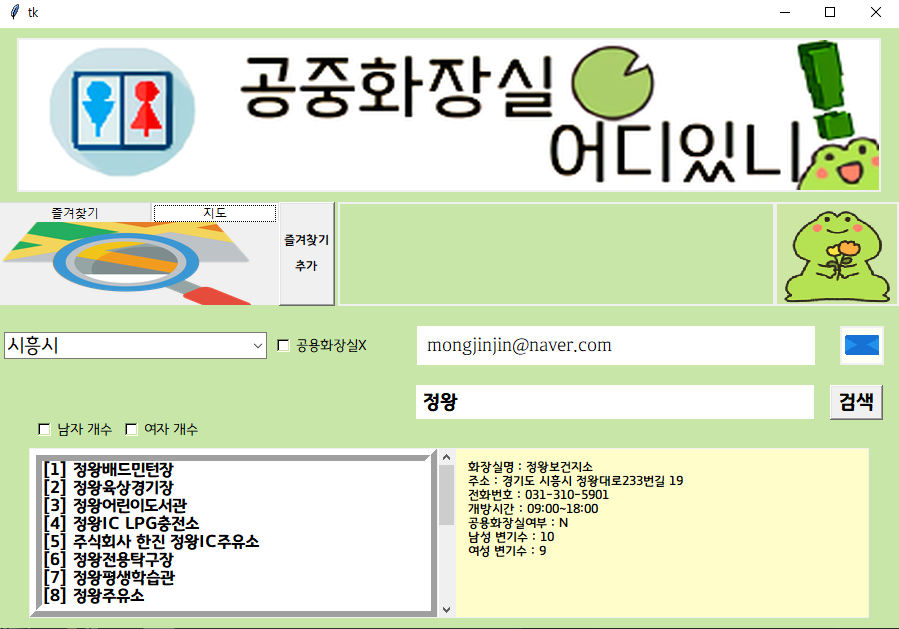 tk
공중화장실
어디있니
즐겨찾기
지도
즐겨찾기
추가
시흥시
공용화장실X
mongjinjin@naver.com
정왕
검색
남자 개수
여자 개수
[1] 정왕배드민턴장
[2] 정왕육상경기장
[3] 정왕어린이도서관
[4] 정왕IC LPG충전소
[5] 주식회사 한진 정왕IC주유소
[6] 정왕전용탁구장
[7] 정왕평생학습관
[8] 정왕주유소
화장실명 : 정왕보건지소
주소 : 경기도 시흥시 정왕대로233번길 19
전화번호 : 031-310-5901
개방시간 : 09:00~18:00
공용화장실여부 : N
남성 변기수 : 10
여성 변기수 : 9